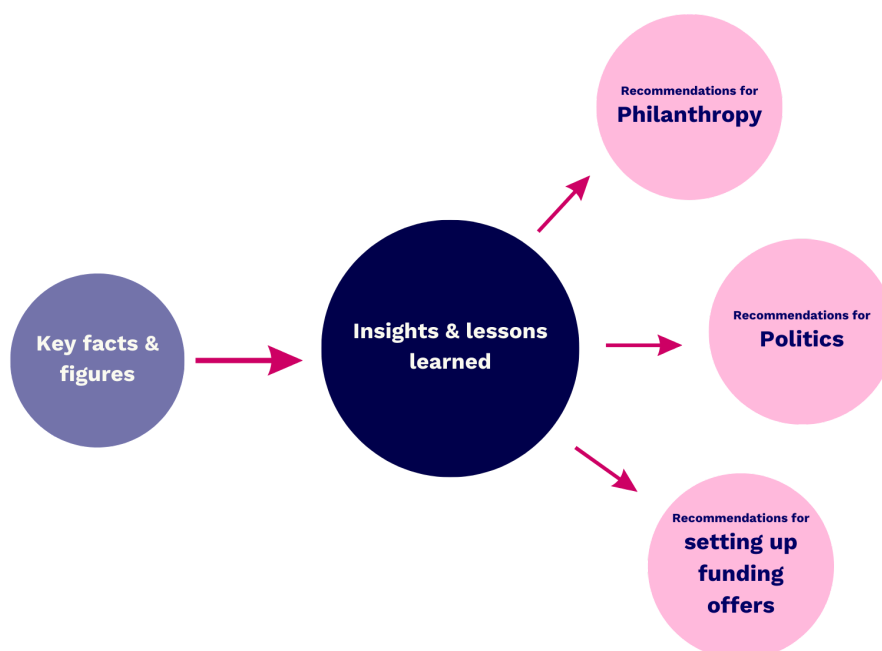 Key facts &
figures
Insights & lessons
learned
Recommendations for
Philanthropy
Recommendations for
Politics
Recommendations for
setting up
funding
offers